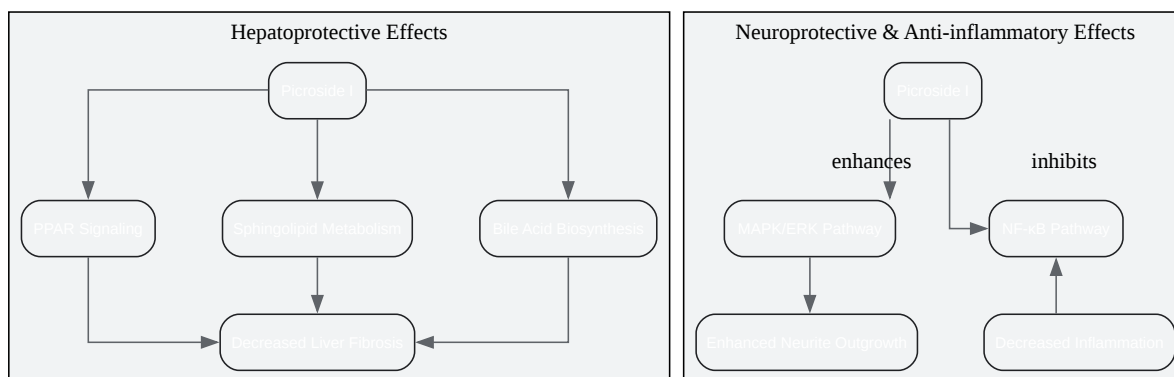 Hepatoprotective Effects
Picroside I
PPAR Signaling
Sphingolipid Metabolism
Bile Acid Biosynthesis
Decreased Liver Fibrosis
Neuroprotective & Anti-inflammatory Effects
Picroside I
enhances
inhibits
MAPK/ERK Pathway
NF-κB Pathway
Enhanced Neurite Outgrowth
Decreased Inflammation